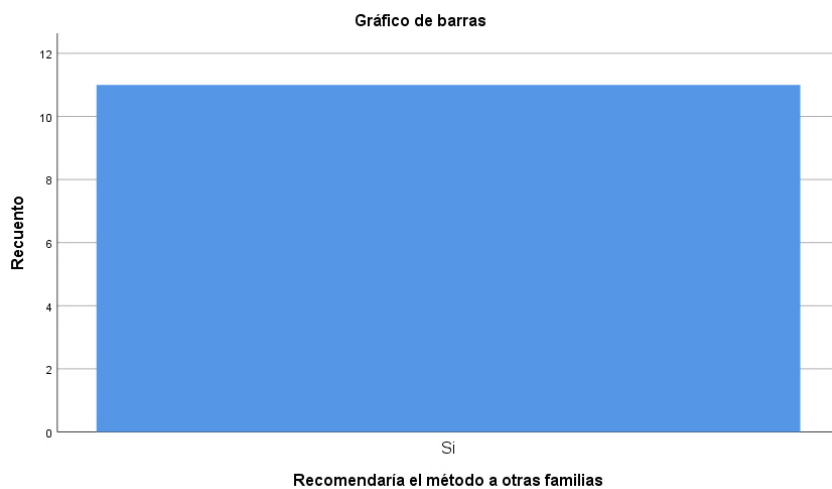 Gráfico de barras
12
10
8
6
4
2
0
Recuento
Si
Recomendaría el método a otras familias